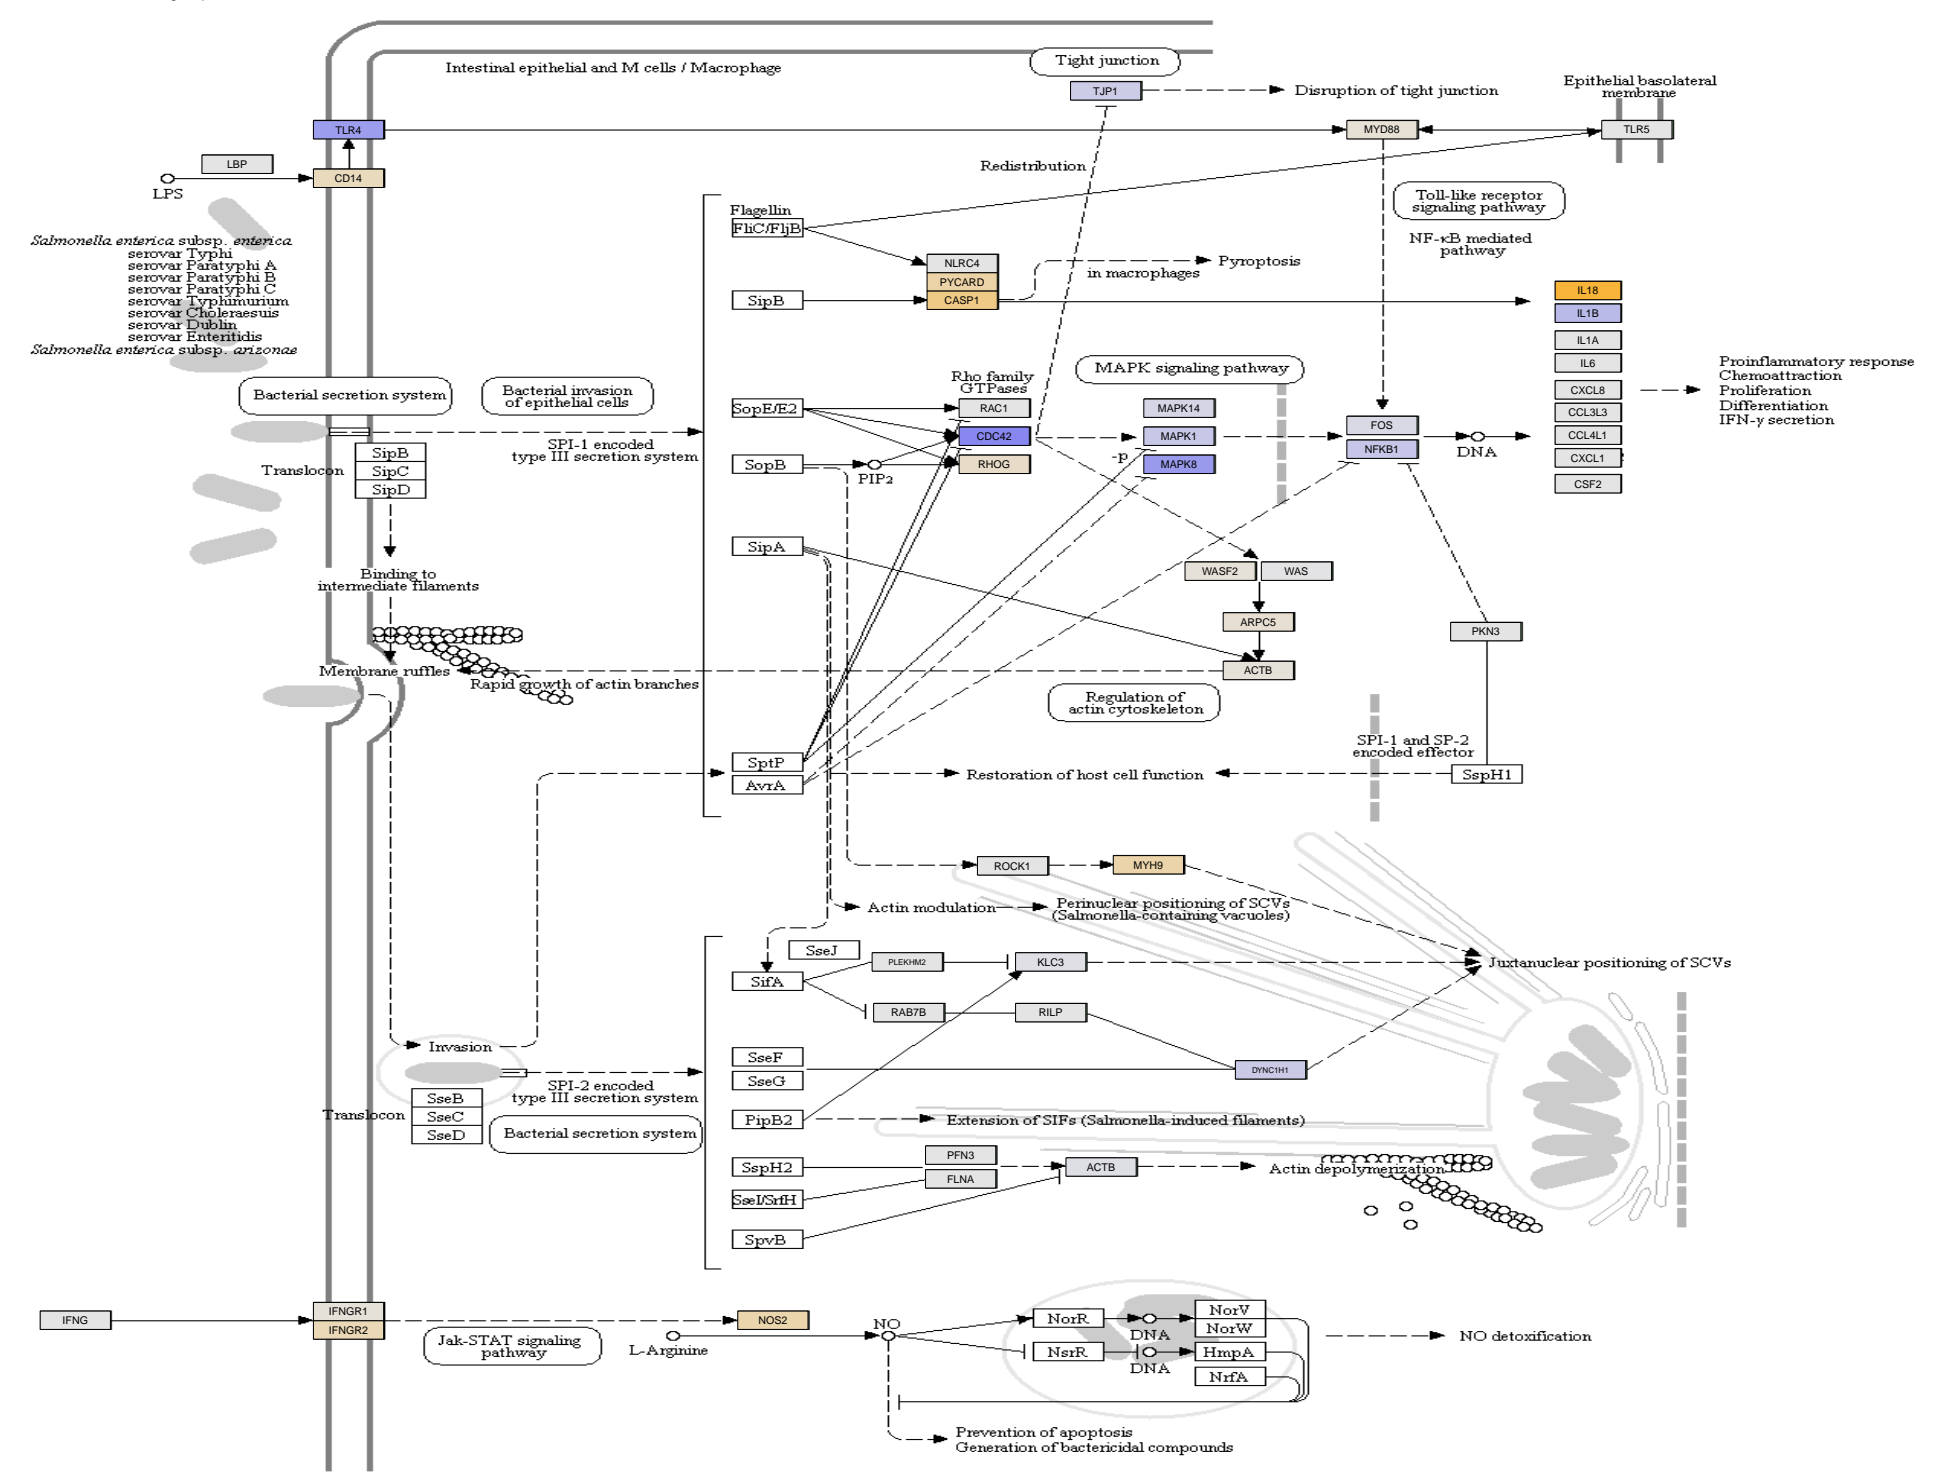 Intestinal epithelial and M cells / Macrophage
Tight junction
TJP1
Disruption of tight junction
Epithelial basolateral
membrane
TLR4
MYD88
TLR5
LBP
CD14
LPS
Redistribution
Toll-like receptor
signaling pathway
NF-κB mediated
pathway
Flagellin
FliC/FljB
Salmonella enterica subsp. enterica
serovar Typhi
serovar Paratyphi A
serovar Paratyphi B
serovar Paratyphi C
serovar Typhimurium
serovar Choleraesuis
serovar Dublin
serovar Enteritidis
Salmonella enterica subsp. arizonae
NLRC4
PYCARD
CASP1
in macrophages
Pyroptosis
SipB
IL18
IL1B
IL1A
IL6
CXCL8
CCL3L3
CCL4L1
CXCL1
CSF2
Proinflammatory response
Chemoattraction
Proliferation
Differentiation
IFN-γ secretion
Bacterial secretion system
Bacterial invasion
of epithelial cells
Rho family
GTPases
MAPK signaling pathway
SopE/E2
RAC1
MAPK14
CDC42
MAPK1
FOS
NFKB1
DNA
SPI-1 encoded
type III secretion system
SopB
PIP2
RHOG
-p
MAPK8
Translocon
SipB
SipC
SipD
SipA
Binding to
intermediate filaments
WASF2
WAS
ARPC5
PKN3
Membrane ruffles
Rapid growth of actin branches
ACTB
Regulation of
actin cytoskeleton
SPI-1 and SP-2
encoded effector
SptP
AvrA
Restoration of host cell function
SspH1
ROCK1
MYH9
Actin modulation
Perinuclear positioning of SCVs
(Salmonella-containing vacuoles)
SseJ
SifA
PLEKHM2
KLC3
Juxtanuclear positioning of SCVs
RAB7B
RILP
Invasion
SseF
SseG
DYNC1H1
SPI-2 encoded
type III secretion system
Translocon
SseB
SseC
SseD
Bacterial secretion system
PipB2
Extension of SIFs (Salmonella-induced filaments)
SspH2
PFN3
FLNA
ACTB
Actin depolymerization
SseI/SrfH
SpvB
IFNG
IFNGR1
IFNGR2
NOS2
Jak-STAT signaling
pathway
L-Arginine
NO
NorR
DNA
NorV
NorW
NsrR
DNA
HmpA
NrfA
NO detoxification
Prevention of apoptosis
Generation of bactericidal compounds